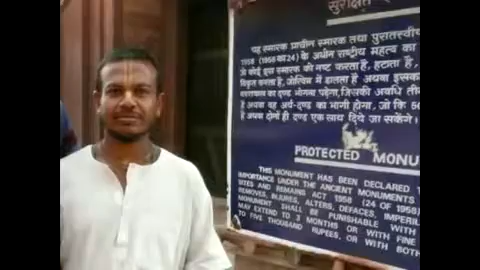 सुरक्षित
यह स्मारक प्राचीन स्मारक तथा पुरातत्वीय
1958 (1958 का 24) के अधीन राष्ट्रीय महत्व का
जो कोई इस स्मारक को नष्ट करता है, हटाता है,
विकृत करता है, जोखिम में डालता है अथवा इसका
दण्ड भोगना पड़ेगा, जिसकी अवधि
अथवा वह अर्थ-दण्ड का भागी होगा, जो कि
अथवा दोनों ही दण्ड एक साथ दिये जा सकेंगे।
PROTECTED MONU
THIS MONUMENT HAS BEEN DECLARED
IMPORTANCE UNDER THE ANCIENT MONUMENTS
SITES AND REMAINS ACT 1958 (24 OF 1958)
REMOVES, INJURES, ALTERS, DEFACES, IMPERIL
MONUMENT SHALL BE PUNISHABLE WITH
MAY EXTEND TO 3 MONTHS OR WITH FINE
TO FIVE THOUSAND RUPEES, OR WITH BOTH